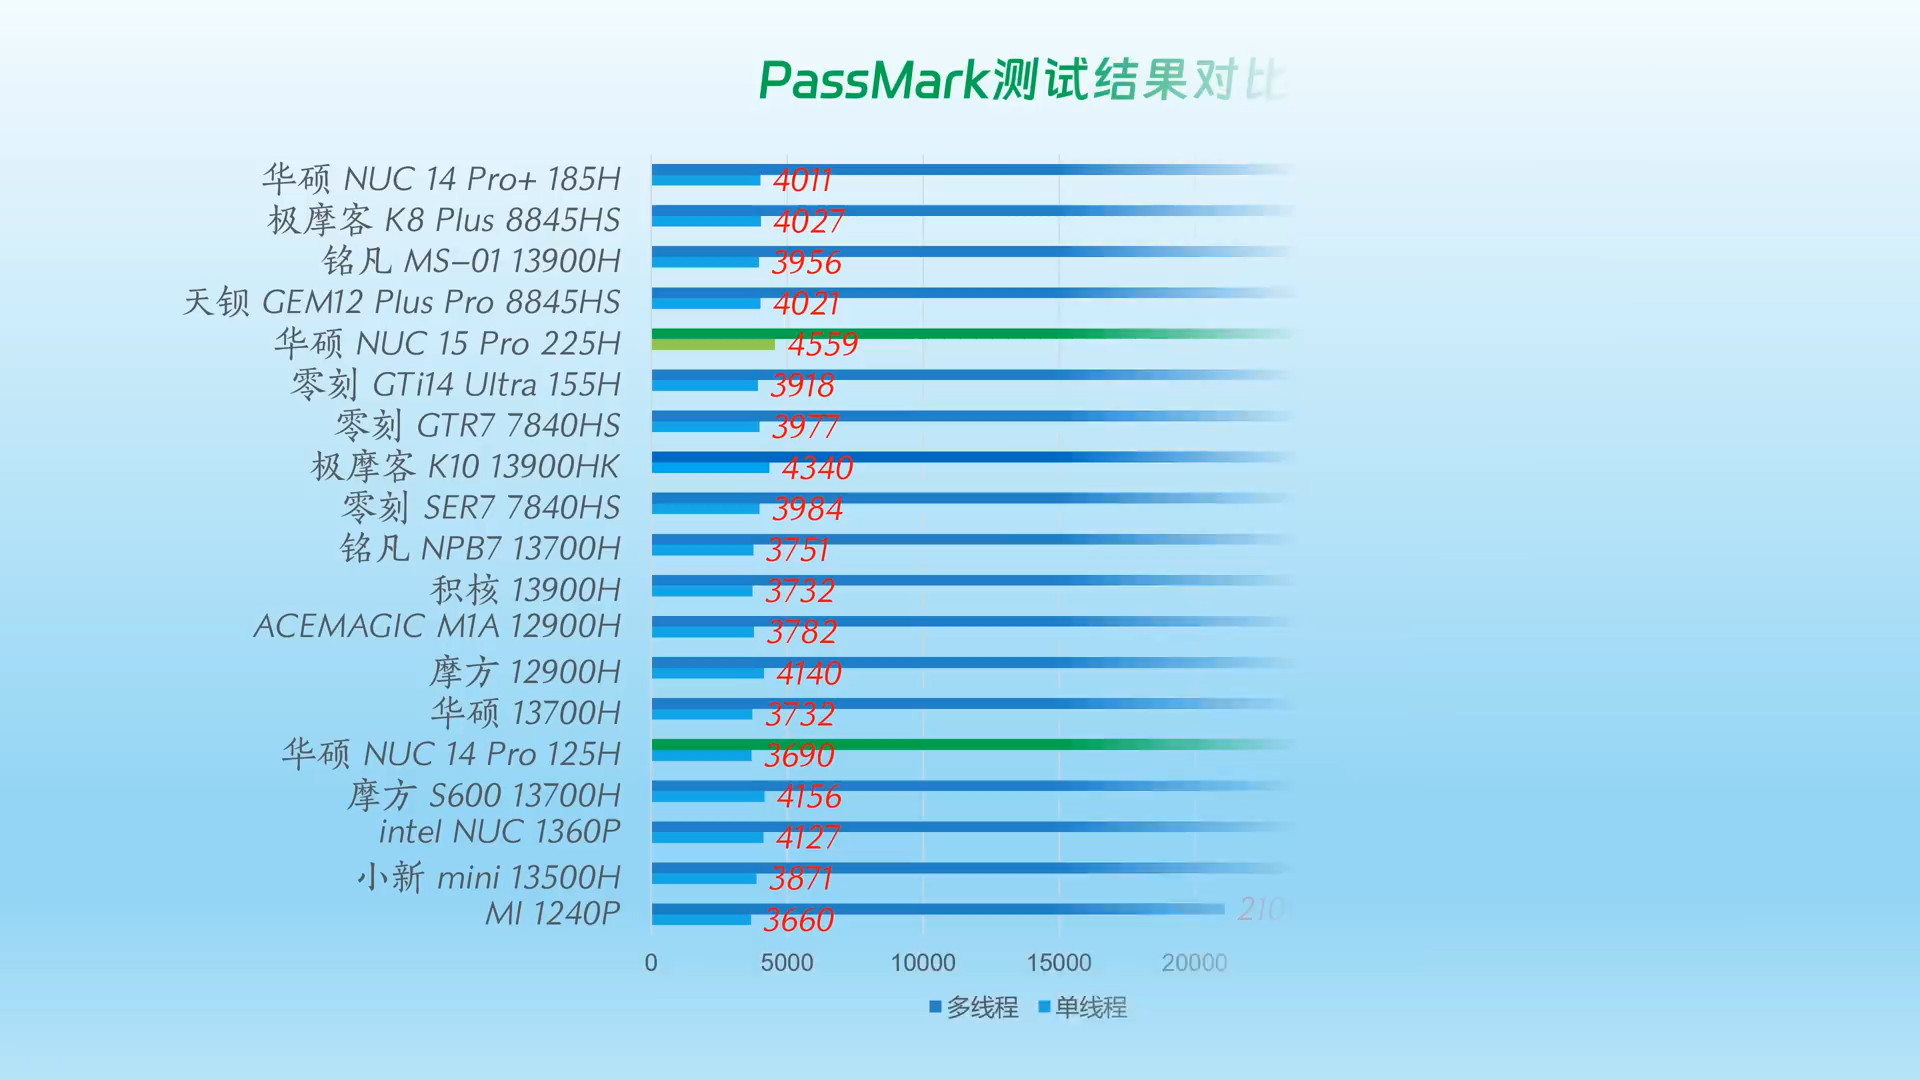 PassMark测试结果对比
华硕 NUC 14 Pro+ 185H 4011
极摩客 K8 Plus 8845HS 4027
铭凡 MS-01 13900H 3956
天钡 GEM12 Plus Pro 8845HS 4021
华硕 NUC 15 Pro 225H 4559
零刻 GTi14 Ultra 155H 3918
零刻 GTR7 7840HS 3977
极摩客 K10 13900HK 4340
零刻 SER7 7840HS 3984
铭凡 NPB7 13700H 3751
积核 13900H 3732
ACEMAGIC M1A 12900H 3782
摩方 12900H 4140
华硕 13700H 3732
华硕 NUC 14 Pro 125H 3690
摩方 S600 13700H 4156
intel NUC 1360P 4127
小新 mini 13500H 3871
MI 1240P 3660
0 5000 10000 15000 20000
多线程 单线程